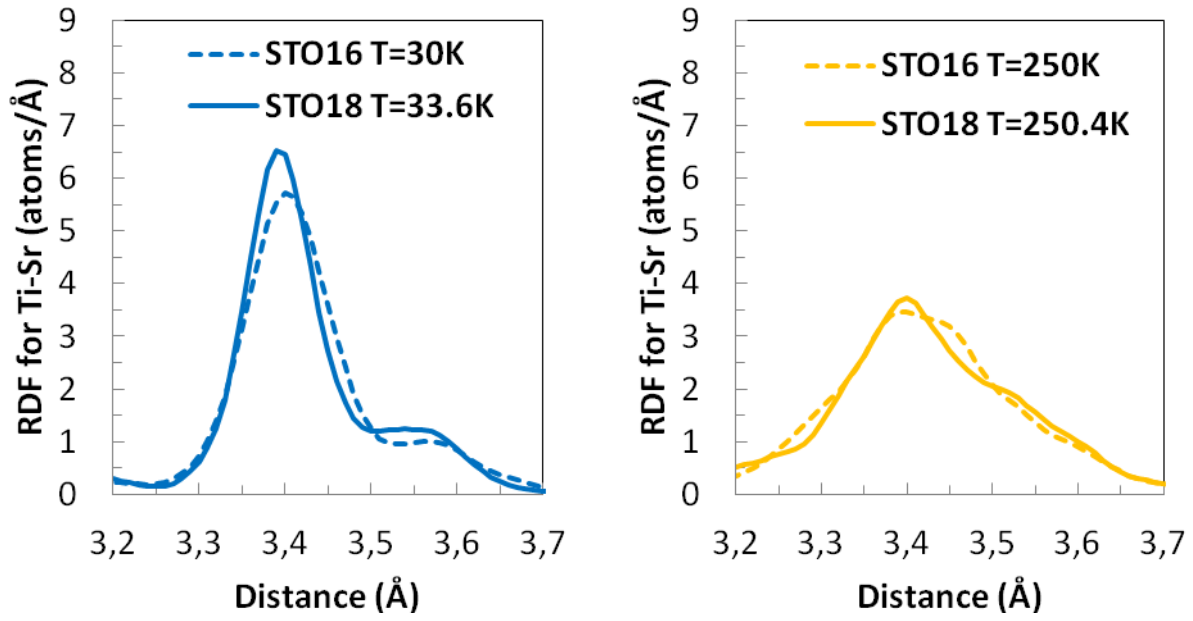 RDF for Ti-Sr (atoms/Å)
9
8
7
6
5
4
3
2
1
0
STO16 T=30K
STO18 T=33.6K
3,2 3,3 3,4 3,5 3,6 3,7
Distance (Å)
RDF for Ti-Sr (atoms/Å)
9
8
7
6
5
4
3
2
1
0
STO16 T=250K
STO18 T=250.4K
3,2 3,3 3,4 3,5 3,6 3,7
Distance (Å)